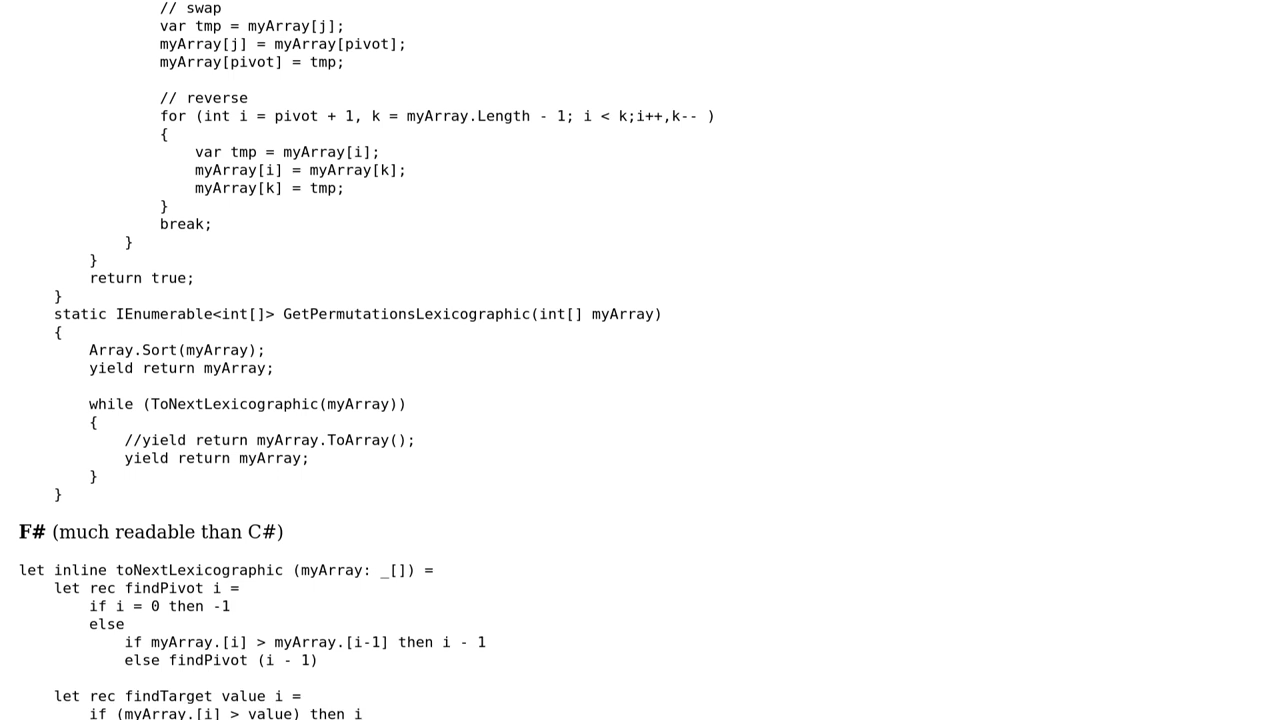 // swap
var tmp = myArray[j];
myArray[j] = myArray[pivot];
myArray[pivot] = tmp;
// reverse
for (int i = pivot + 1, k = myArray.Length - 1; i < k;i++,k-- )
{
var tmp = myArray[i];
myArray[i] = myArray[k];
myArray[k] = tmp;
}
break;
}
}
return true;
}
static IEnumerable<int[]> GetPermutationsLexicographic(int[] myArray)
{
Array.Sort(myArray);
yield return myArray;
while (ToNextLexicographic(myArray))
{
//yield return myArray.ToArray();
yield return myArray;
}
}
F# (much readable than C#)
let inline toNextLexicographic (myArray: _[]) =
let rec findPivot i =
if i = 0 then -1
else
if myArray.[i] > myArray.[i-1] then i - 1
else findPivot (i - 1)
let rec findTarget value i =
if (myArray.[i] > value) then i